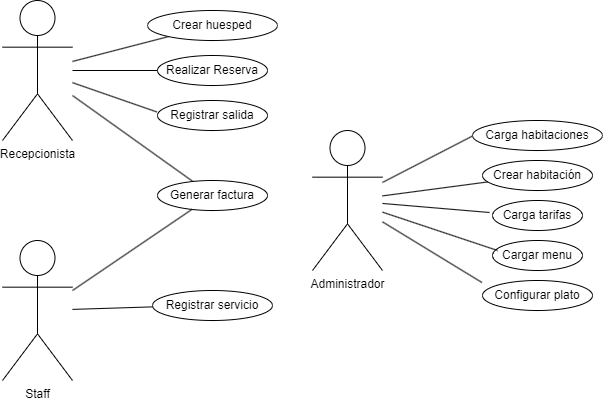 Crear huesped
Realizar Reserva
Registrar salida
Recepcionista
Generar factura
Registrar servicio
Staff
Carga habitaciones
Crear habitación
Carga tarifas
Cargar menu
Configurar plato
Administrador